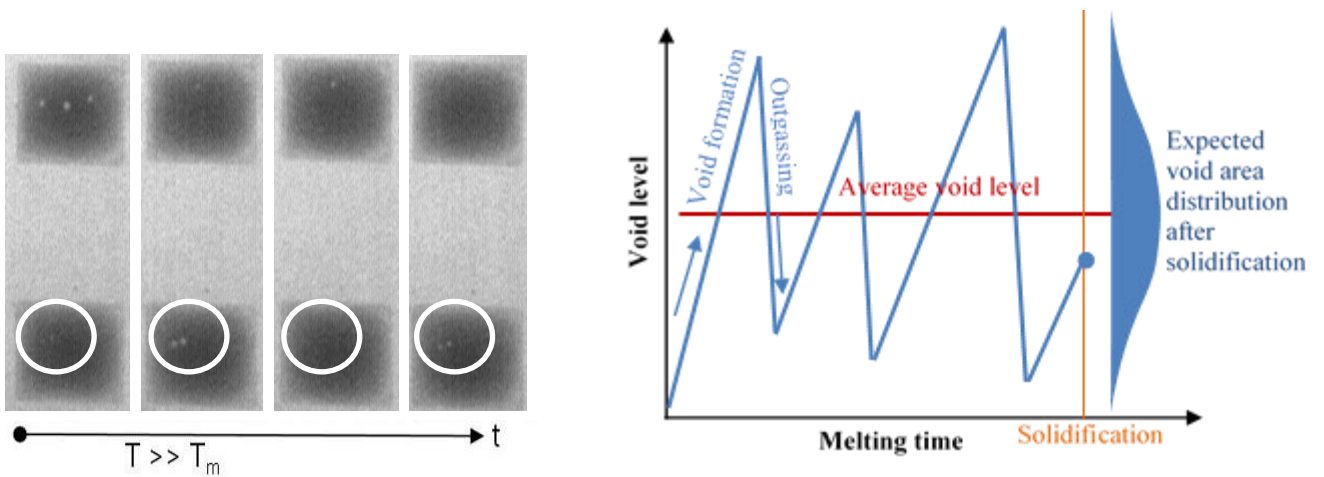 t
T >> Tm
Void level
Void formation
Outgassing
Average void level
Expected
void area
distribution
after
solidification
Melting time
Solidification